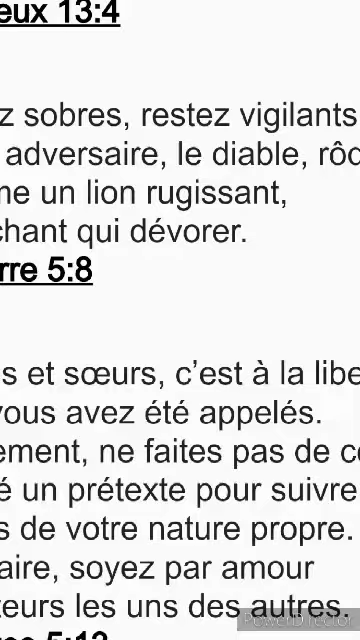 eux 13:4
z sobres, restez vigilants
adversaire, le diable, rôd
me un lion rugissant,
chant qui dévorer.
rre 5:8
s et sœurs, c’est à la libe
vous avez été appelés.
ement, ne faites pas de c
é un prétexte pour suivre
s de votre nature propre.
aire, soyez par amour
teurs les uns des autres.
PowerDirector
5:13